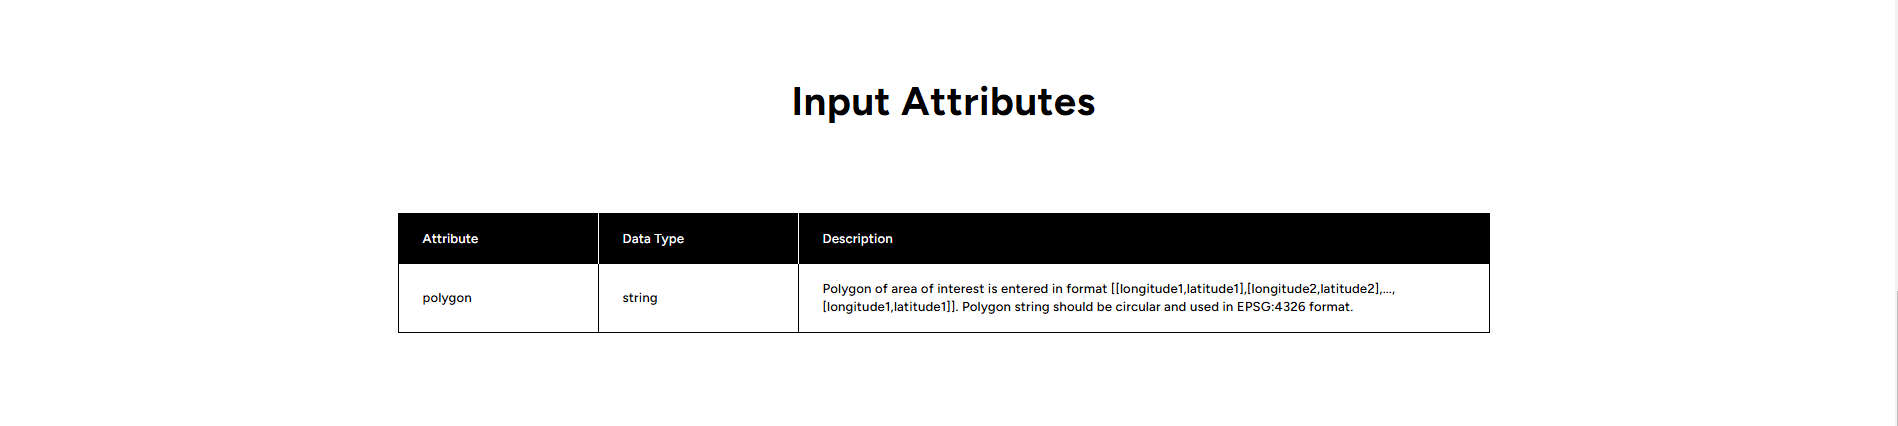 Input Attributes
Attribute
Data Type
Description
polygon
string
Polygon of area of interest is entered in format [[longitude1,latitude1],[longitude2,latitude2],...,
[longitude1,latitude1]]. Polygon string should be circular and used in EPSG:4326 format.